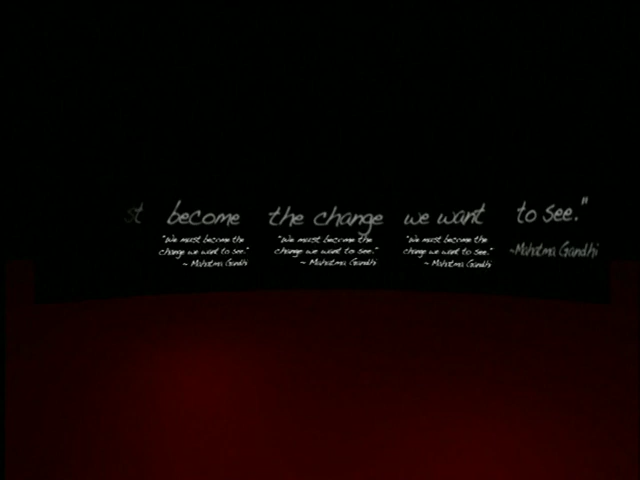 st become the change we want to see."
"We must become the
change we want to see."
~ Mahatma Gandhi
"We must become the
change we want to see."
~ Mahatma Gandhi
"We must become the
change we want to see."
~ Mahatma Gandhi
~Mahatma Gandhi